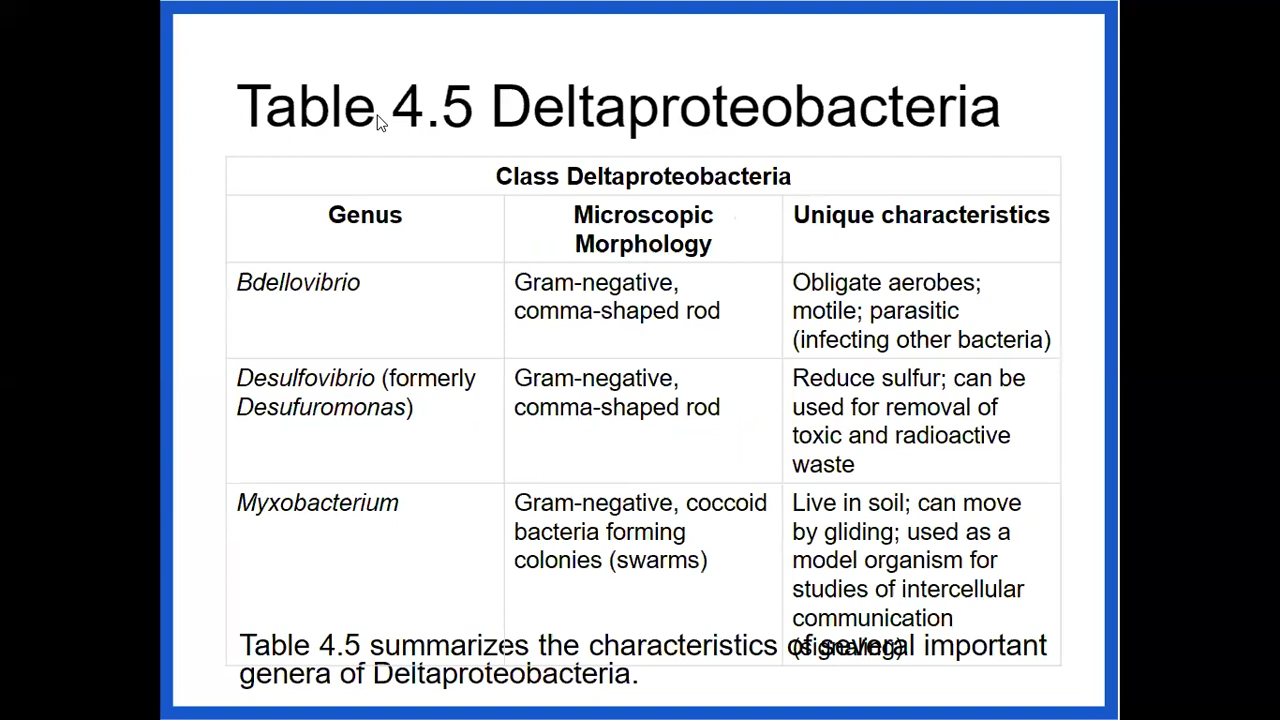 Table 4.5 Deltaproteobacteria
Class Deltaproteobacteria
Genus
Microscopic
Morphology
Unique characteristics
Bdellovibrio
Gram-negative,
comma-shaped rod
Obligate aerobes;
motile; parasitic
(infecting other bacteria)
Desulfovibrio (formerly
Desufuromonas)
Gram-negative,
comma-shaped rod
Reduce sulfur; can be
used for removal of
toxic and radioactive
waste
Myxobacterium
Gram-negative, coccoid
bacteria forming
colonies (swarms)
Live in soil; can move
by gliding; used as a
model organism for
studies of intercellular
communication
(signaling)
Table 4.5 summarizes the characteristics of several important
genera of Deltaproteobacteria.